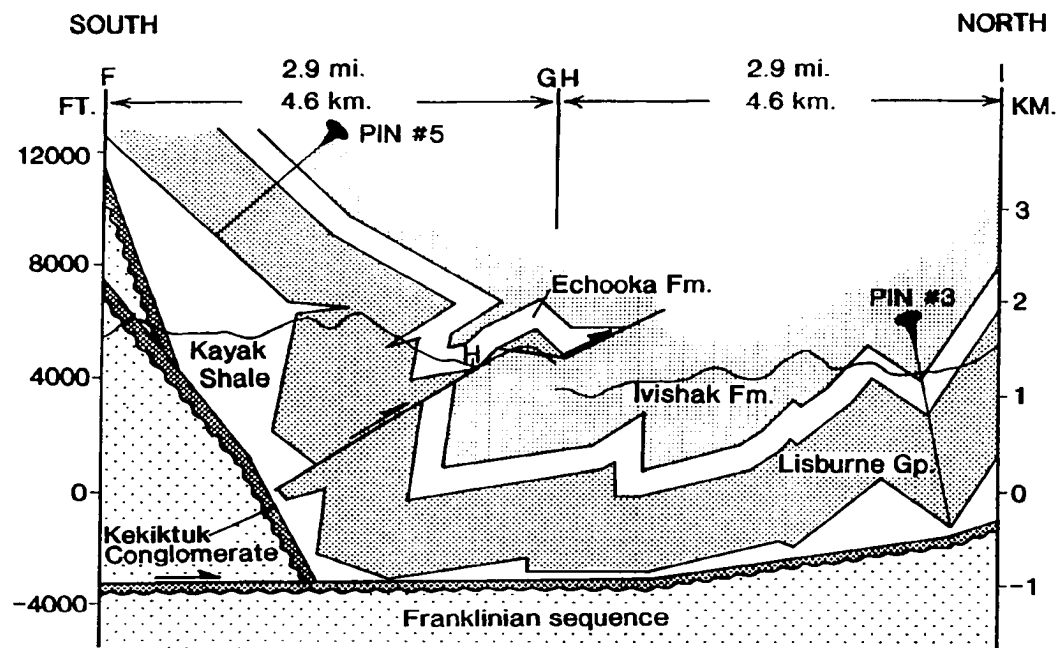 SOUTH
NORTH
F
2.9 mi.
GH
2.9 mi.
I
FT.
4.6 km.
4.6 km.
KM.
PIN #5
12000
3
8000
Echooka Fm.
PIN #3
2
Kayak
Shale
H
4000
Ivishak Fm.
1
Lisburne Gp.
0
0
Kekiktuk
Conglomerate
-4000
-1
Franklinian sequence